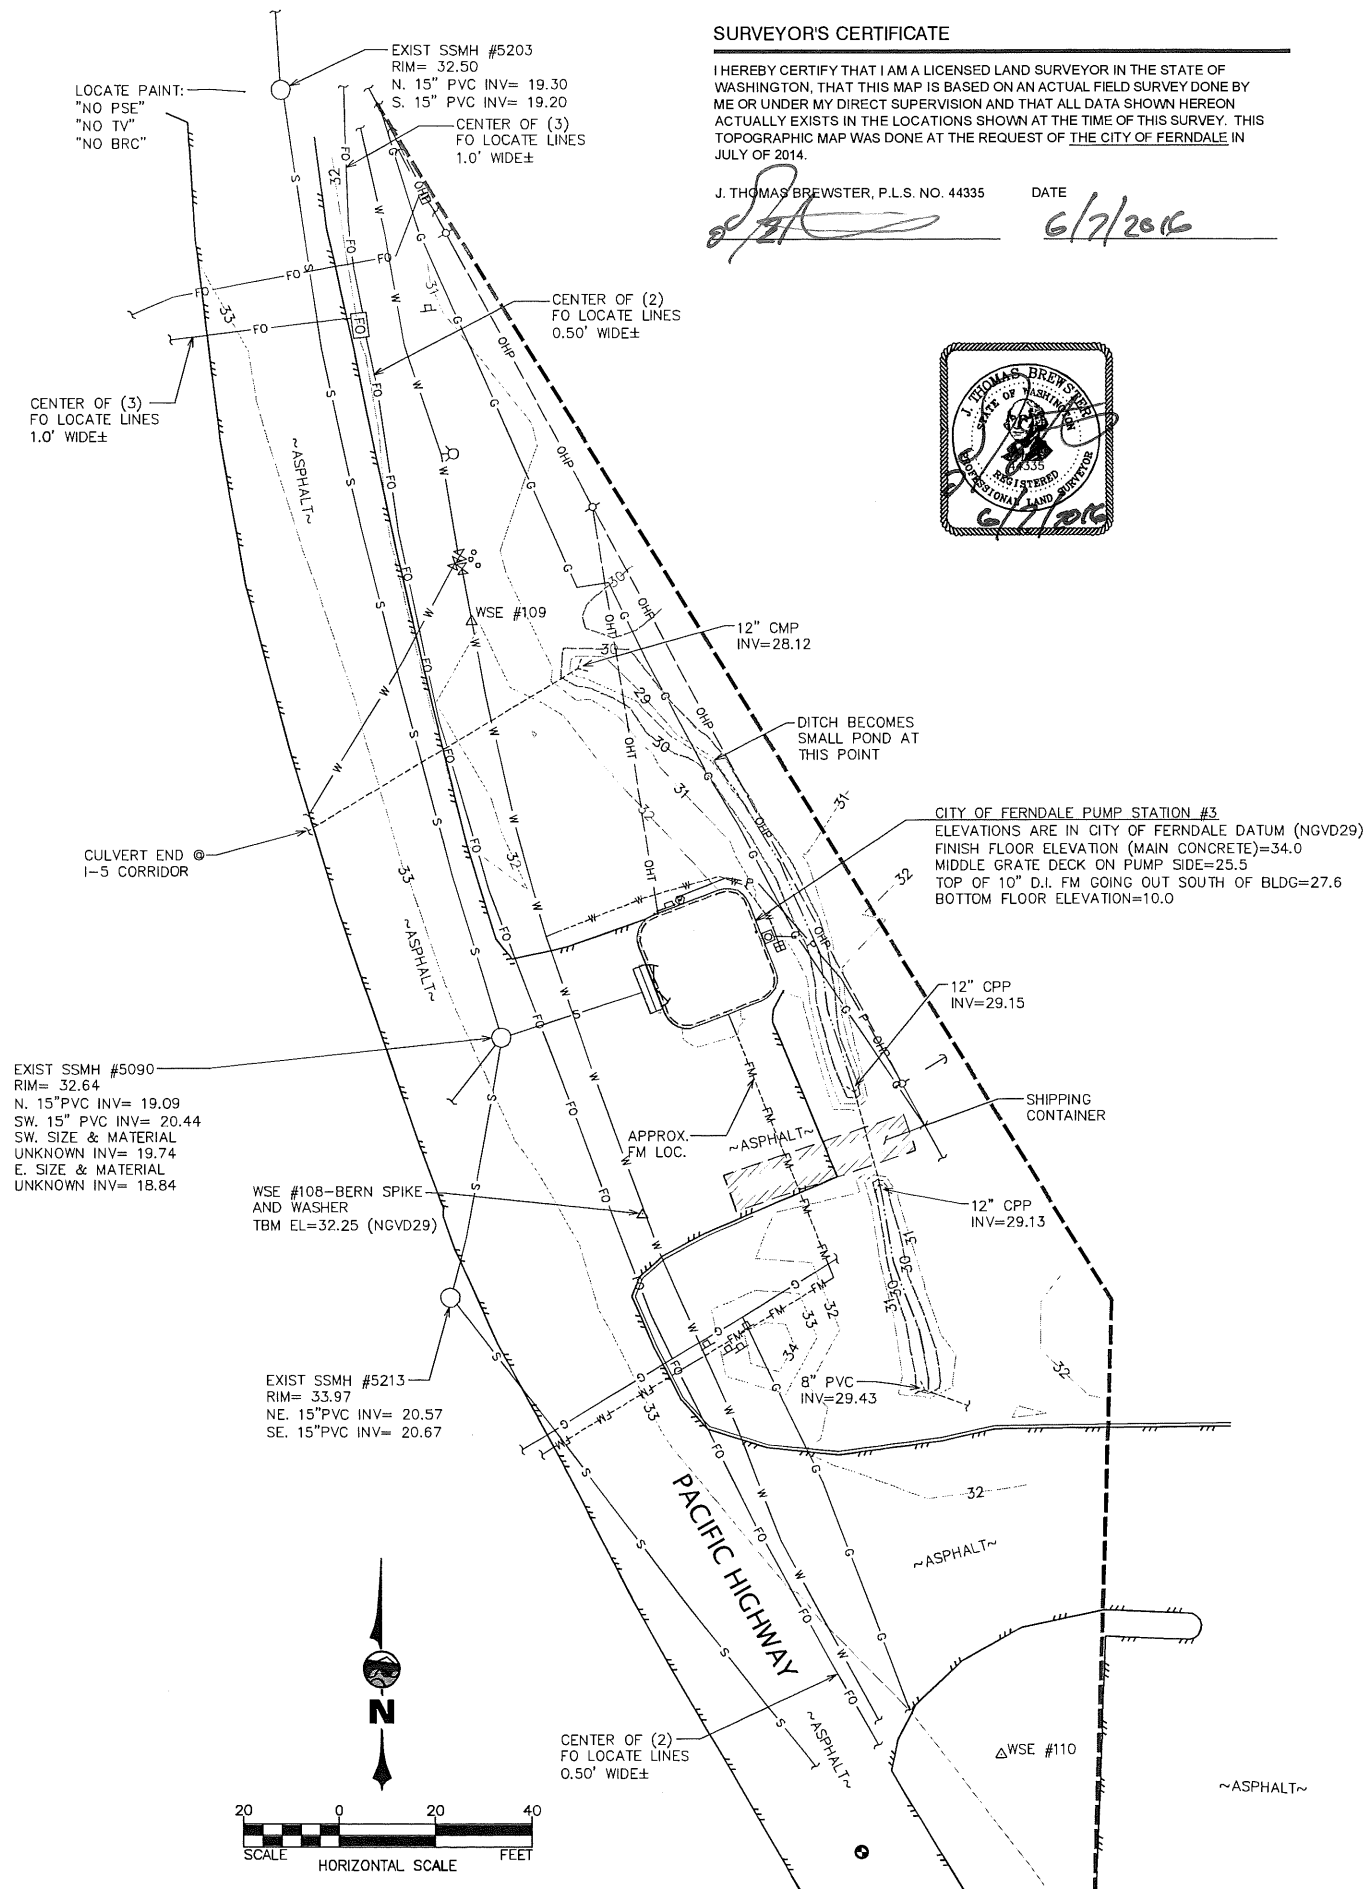 SURVEYOR'S CERTIFICATE
I HEREBY CERTIFY THAT I AM A LICENSED LAND SURVEYOR IN THE STATE OF
WASHINGTON, THAT THIS MAP IS BASED ON AN ACTUAL FIELD SURVEY DONE BY
ME OR UNDER MY DIRECT SUPERVISION AND THAT ALL DATA SHOWN HEREON
ACTUALLY EXISTS IN THE LOCATIONS SHOWN AT THE TIME OF THIS SURVEY. THIS
TOPOGRAPHIC MAP WAS DONE AT THE REQUEST OF THE CITY OF FERNDALE IN
JULY OF 2014.
J. THOMAS BREWSTER, P.L.S. NO. 44335 DATE
6/7/2016
J. THOMAS BREWSTER
STATE OF WASHINGTON
44335
REGISTERED
PROFESSIONAL LAND SURVEYOR
6/7/2016
EXIST SSMH #5203
RIM= 32.50
N. 15" PVC INV= 19.30
S. 15" PVC INV= 19.20
LOCATE PAINT:
"NO PSE"
"NO TV"
"NO BRC"
CENTER OF (3)
FO LOCATE LINES
1.0' WIDE±
CENTER OF (2)
FO LOCATE LINES
0.50' WIDE±
CENTER OF (3)
FO LOCATE LINES
1.0' WIDE±
~ASPHALT~
WSE #109
12" CMP
INV=28.12
DITCH BECOMES
SMALL POND AT
THIS POINT
CITY OF FERNDALE PUMP STATION #3
ELEVATIONS ARE IN CITY OF FERNDALE DATUM (NGVD29)
FINISH FLOOR ELEVATION (MAIN CONCRETE)=34.0
MIDDLE GRATE DECK ON PUMP SIDE=25.5
TOP OF 10" D.I. FM GOING OUT SOUTH OF BLDG=27.6
BOTTOM FLOOR ELEVATION=10.0
CULVERT END @
I-5 CORRIDOR
~ASPHALT~
12" CPP
INV=29.15
EXIST SSMH #5090
RIM= 32.64
N. 15"PVC INV= 19.09
SW. 15" PVC INV= 20.44
SW. SIZE & MATERIAL
UNKNOWN INV= 19.74
E. SIZE & MATERIAL
UNKNOWN INV= 18.84
SHIPPING
CONTAINER
APPROX.
FM LOC.
~ASPHALT~
WSE #108-BERN SPIKE
AND WASHER
TBM EL=32.25 (NGVD29)
12" CPP
INV=29.13
EXIST SSMH #5213
RIM= 33.97
NE. 15"PVC INV= 20.57
SE. 15"PVC INV= 20.67
8" PVC
INV=29.43
PACIFIC HIGHWAY
~ASPHALT~
CENTER OF (2)
FO LOCATE LINES
0.50' WIDE±
~ASPHALT~
WSE #110
~ASPHALT~
N
20 0 20 40
SCALE FEET
HORIZONTAL SCALE